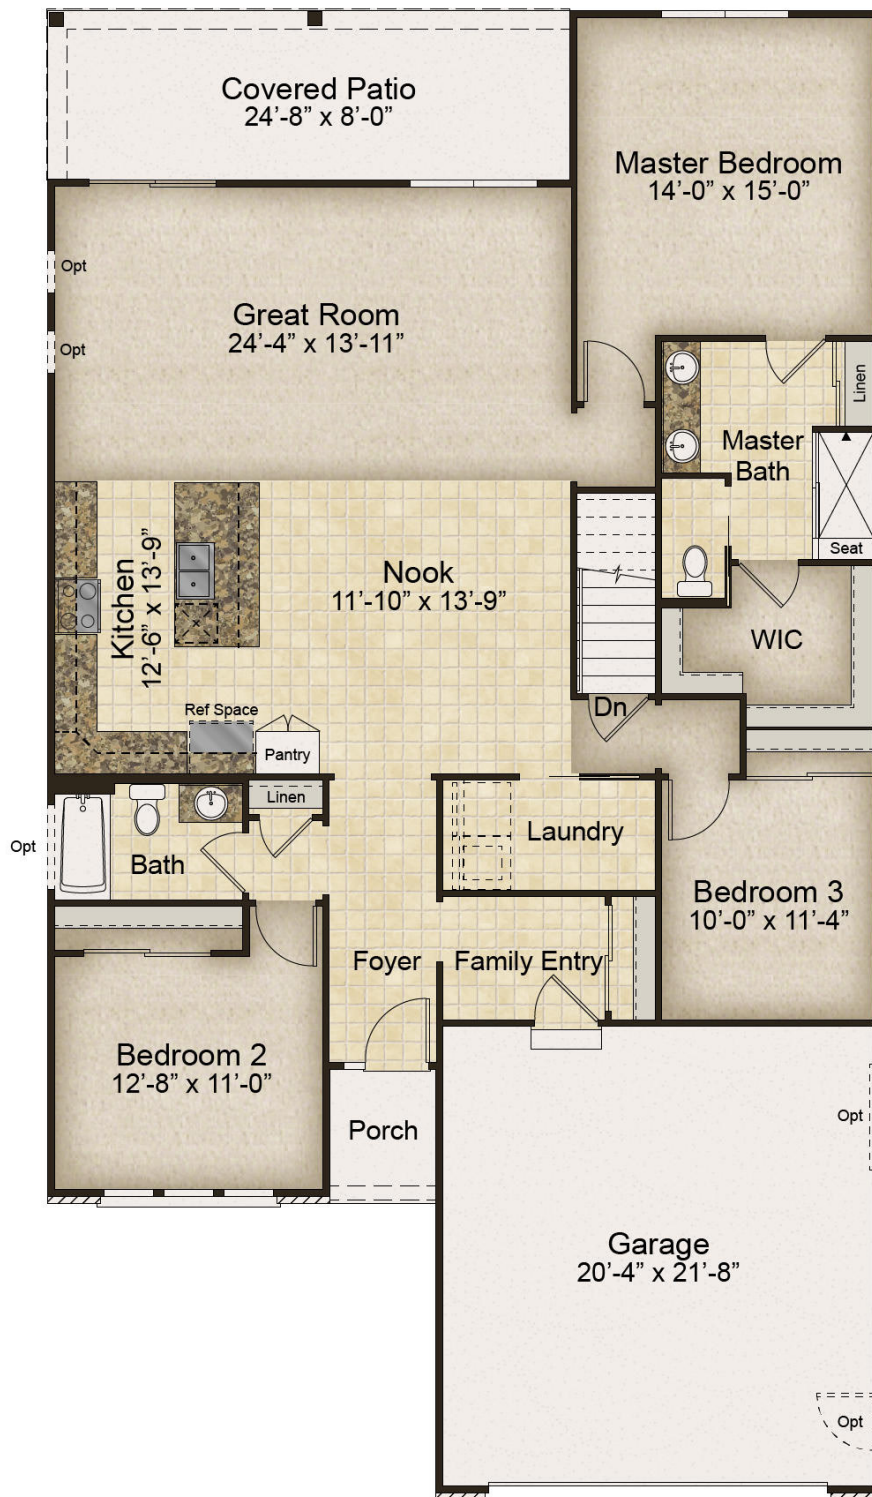 Covered Patio
24’-8” x 8’-0”
Master Bedroom
14’-0” x 15’-0”
Opt
Great Room
24’-4” x 13’-11”
Opt
Linen
Master
Bath
Seat
Kitchen
12’-6” x 13’-9”
Nook
11’-10” x 13’-9”
WIC
Ref Space
Dn
Pantry
Linen
Laundry
Opt
Bath
Bedroom 3
10’-0” x 11’-4”
Foyer
Family Entry
Bedroom 2
12’-8” x 11’-0”
Porch
Opt
Garage
20’-4” x 21’-8”
Opt